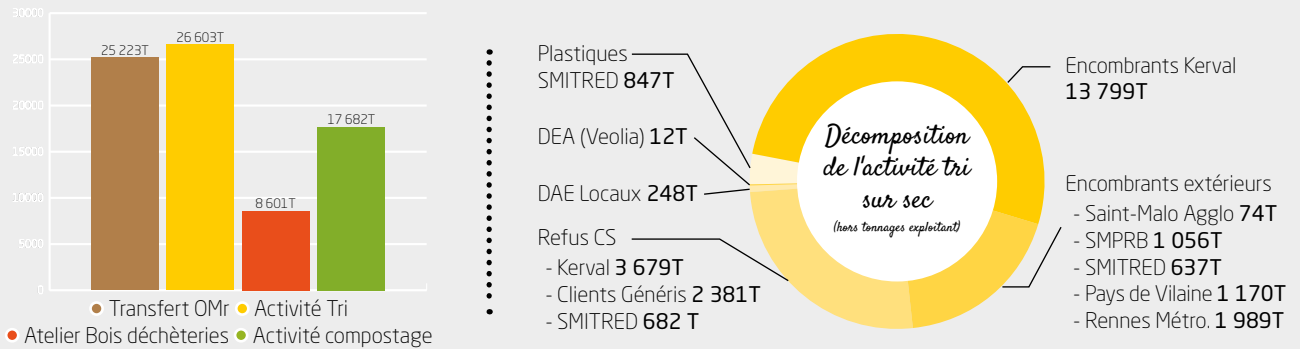 30000
25000
20000
15000
10000
5000
0
25 223T
26 603T
8 601T
17 682T
Transfert OMr
Activité Tri
Atelier Bois déchèteries
Activité compostage
Plastiques
SMITRED 847T
DEA (Veolia) 12T
DAE Locaux 248T
Refus CS
- Kerval 3 679T
- Clients Généris 2 381T
- SMITRED 682 T
Décomposition
de l'activité tri
sur sec
(hors tonnages exploitant)
Encombrants Kerval
13 799T
Encombrants extérieurs
- Saint-Malo Agglo 74T
- SMPRB 1 056T
- SMITRED 637T
- Pays de Vilaine 1 170T
- Rennes Métro. 1 989T